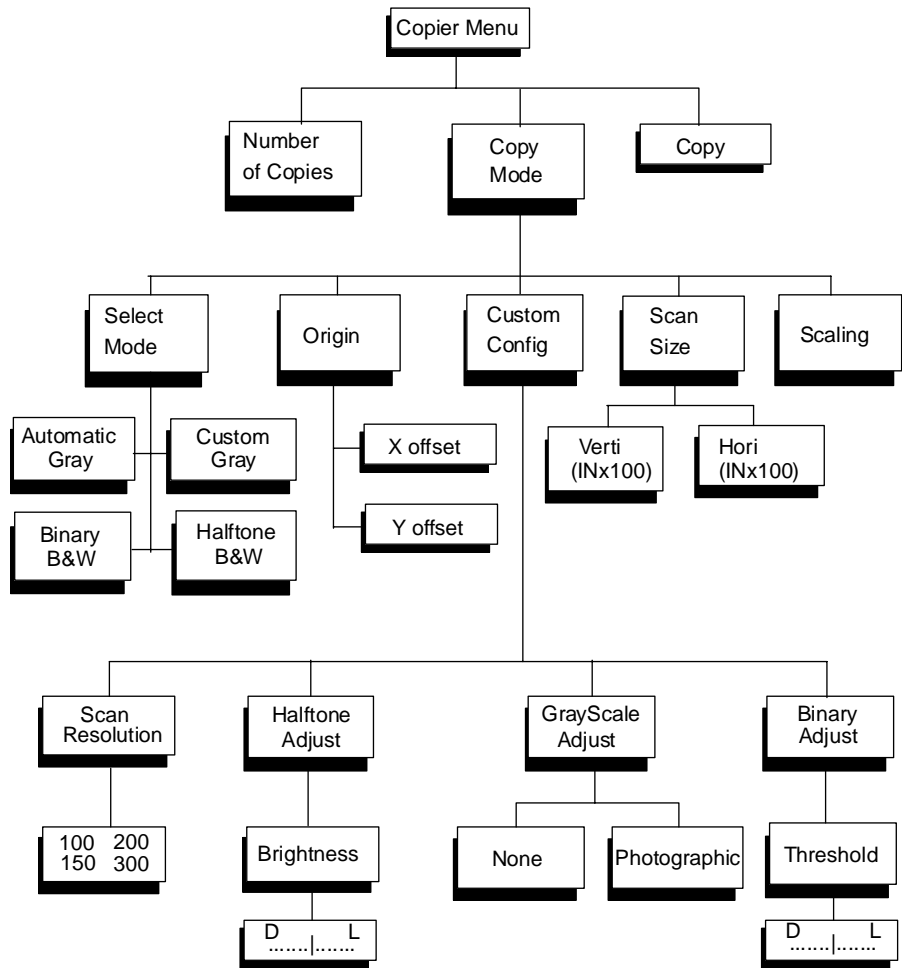 Copier Menu
Number
of Copies
Copy
Mode
Copy
Select
Mode
Origin
Custom
Config
Scan
Size
Scaling
Automatic
Gray
Custom
Gray
Binary
B&W
Halftone
B&W
X offset
Y offset
Verti
(INx100)
Hori
(INx100)
Scan
Resolution
Halftone
Adjust
GrayScale
Adjust
Binary
Adjust
100 200
150 300
Brightness
None
Photographic
Threshold
D L
.......|.......
D L
.......|.......